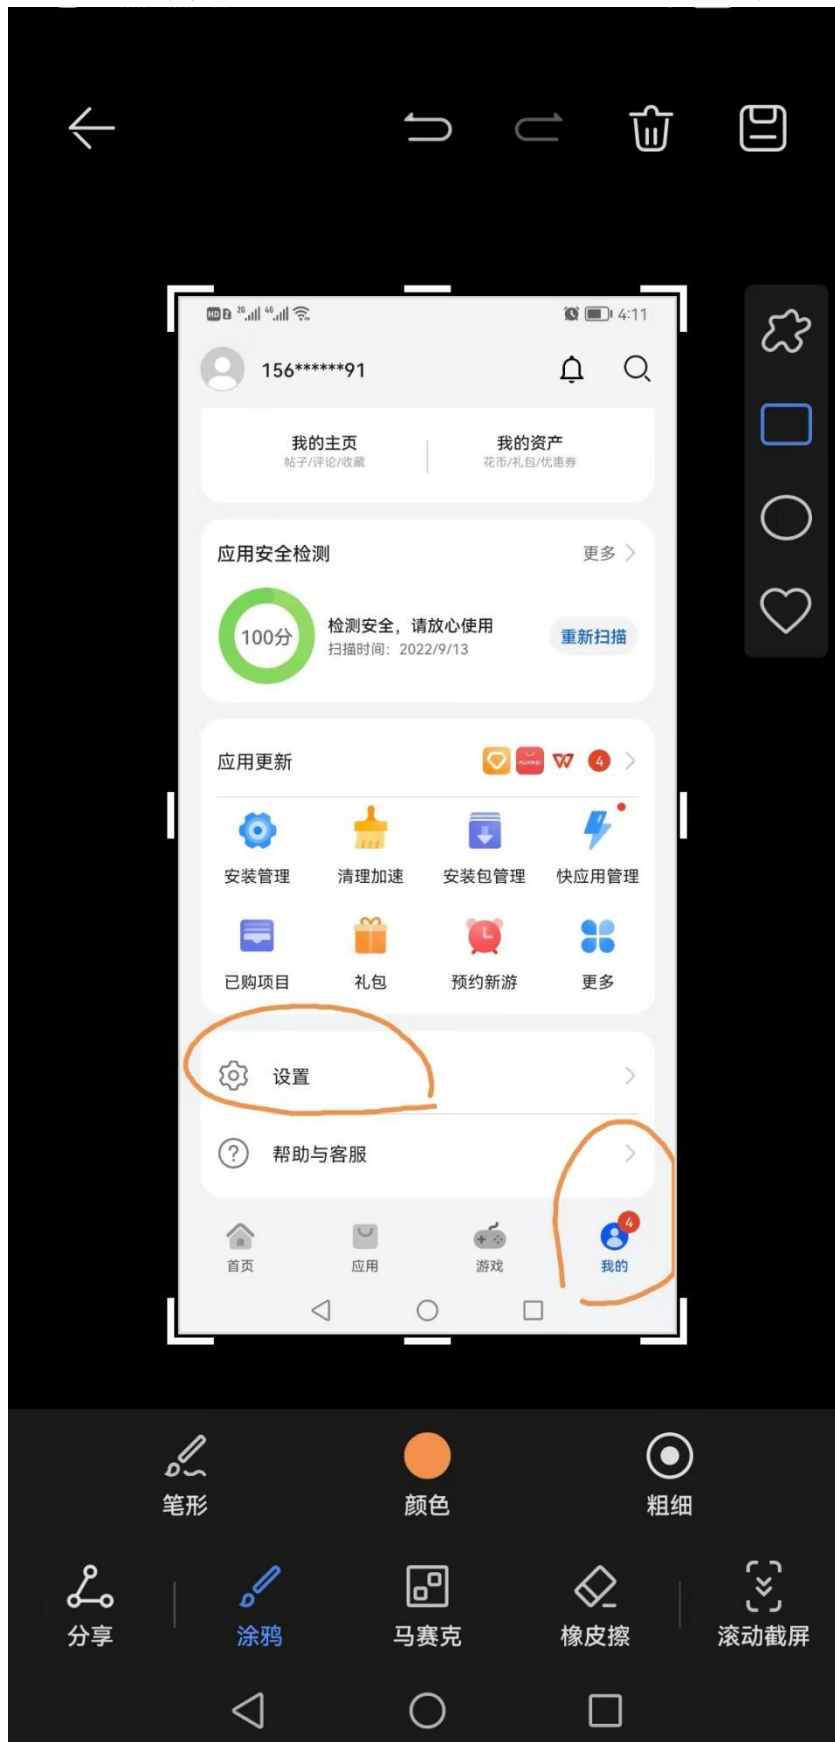 HD 2 26 46 4:11
156******91
我的主页 我的资产
帖子/评论/收藏 花币/礼包/优惠券
应用安全检测 更多
100分 检测安全，请放心使用 重新扫描
扫描时间：2022/9/13
应用更新 HUAWEI 4
安装管理 清理加速 安装包管理 快应用管理
已购项目 礼包 预约新游 更多
设置
帮助与客服
4
首页 应用 游戏 我的
笔形 颜色 粗细
分享 涂鸦 马赛克 橡皮擦 滚动截屏